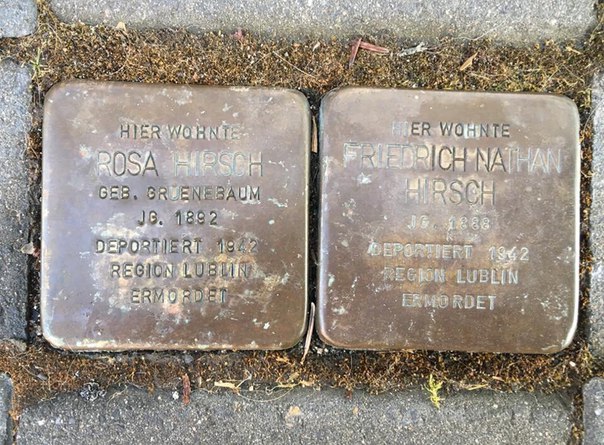 HIER WOHNTE
ROSA HIRSCH
GEB. GRUENEBAUM
JG. 1892
DEPORTIERT 1942
REGION LUBLIN
ERMORDET
HIER WOHNTE
FRIEDRICH NATHAN
HIRSCH
JG. 1888
DEPORTIERT 1942
REGION LUBLIN
ERMORDET